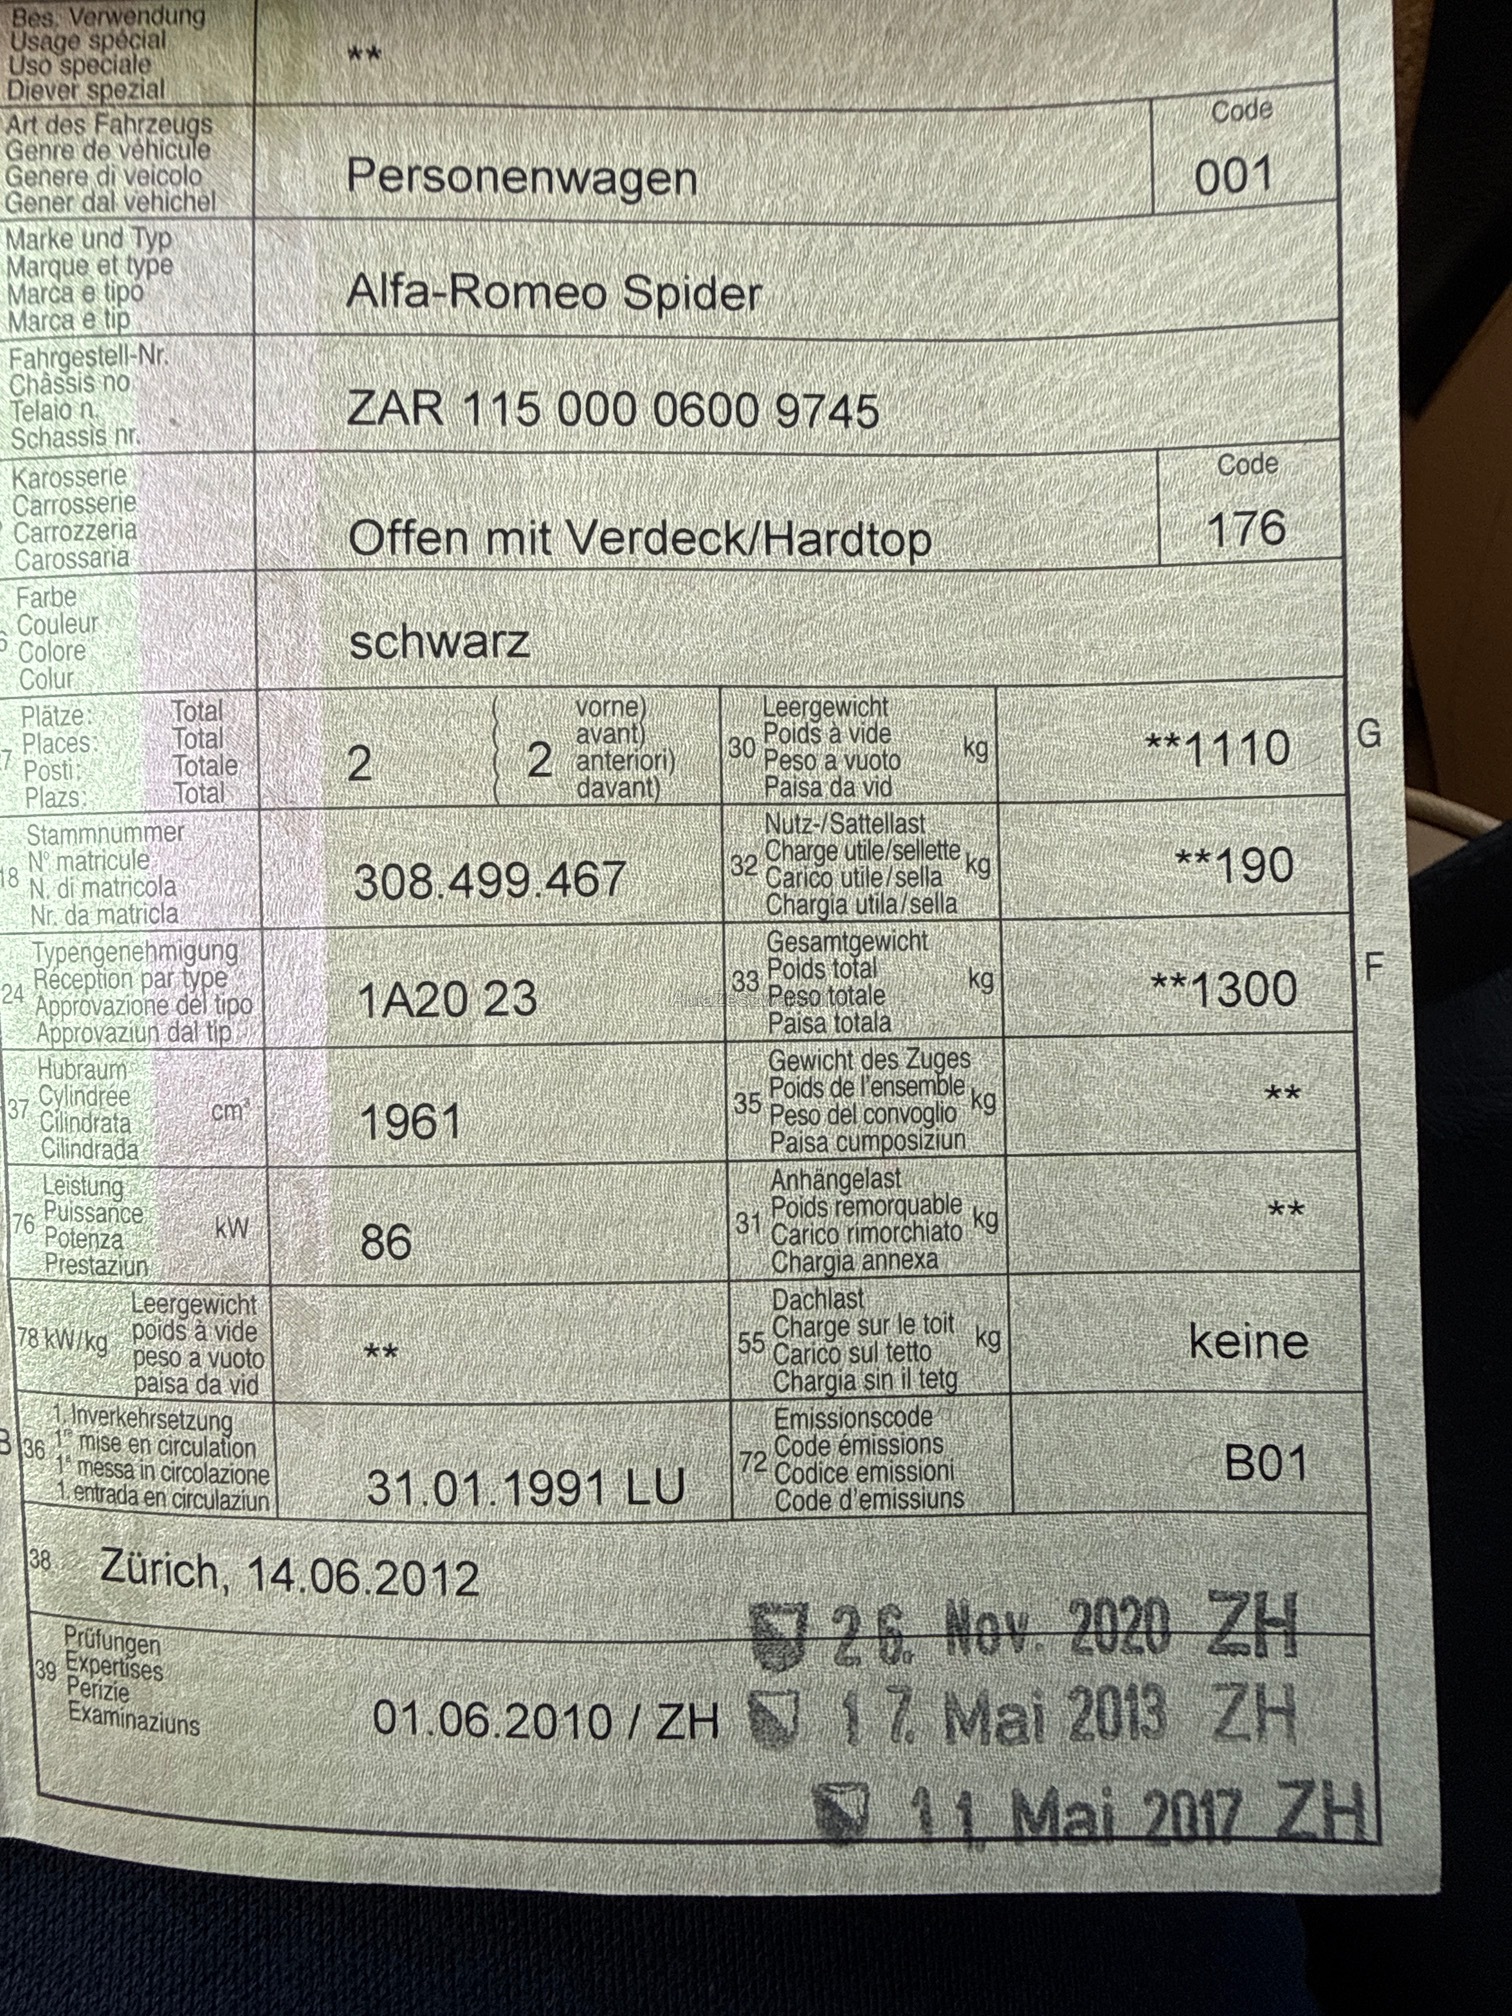 Bes. Verwendung
Usage spécial
Uso speciale
Diever spezial
**
Art des Fahrzeugs
Genre de véhicule
Genere di veicolo
Gener dal vehichel
Personenwagen
Code
001
Marke und Typ
Marque et type
Marca e tipo
Marca e tip
Alfa-Romeo Spider
Fahrgestell-Nr.
Châssis no
Telaio n.
Schassis nr.
ZAR 115 000 0600 9745
Karosserie
Carrosserie
Carrozzeria
Carossaria
Offen mit Verdeck/Hardtop
Code
176
Farbe
Couleur
Colore
Colur
schwarz
Plätze: Total
Places: Total
Posti: Totale
Plazs: Total
2
2
vorne)
avant)
anteriori)
davant)
30
Leergewicht
Poids à vide
Peso a vuoto
Paisa da vid
kg
**1110
G
18
Stammnummer
N° matricule
N. di matricola
Nr. da matricla
308.499.467
32
Nutz-/Sattellast
Charge utile/sellette
Carico utile/sella
Chargia utila/sella
kg
**190
24
Typengenehmigung
Réception par type
Approvazione del tipo
Approvaziun dal tip
1A20 23
33
Gesamtgewicht
Poids total
Peso totale
Paisa totala
kg
**1300
F
37
Hubraum
Cylindrée
Cilindrata
Cilindrada
cm³
1961
35
Gewicht des Zuges
Poids de l'ensemble
Peso del convoglio
Paisa cumposiziun
kg
**
76
Leistung
Puissance
Potenza
Prestaziun
kW
86
31
Anhängelast
Poids remorquable
Carico rimorchiato
Chargia annexa
kg
**
78 kW/kg
Leergewicht
poids à vide
peso a vuoto
paisa da vid
**
55
Dachlast
Charge sur le toit
Carico sul tetto
Chargia sin il tetg
kg
keine
B
36
1. Inverkehrsetzung
1re mise en circulation
1a messa in circolazione
1. entrada en circulaziun
31.01.1991 LU
72
Emissionscode
Code émissions
Codice emissioni
Code d'emissiuns
B01
38
Zürich, 14.06.2012
26. Nov. 2020 ZH
39
Prüfungen
Expertises
Perizie
Examinaziuns
01.06.2010 / ZH
17. Mai 2013 ZH
11. Mai 2017 ZH